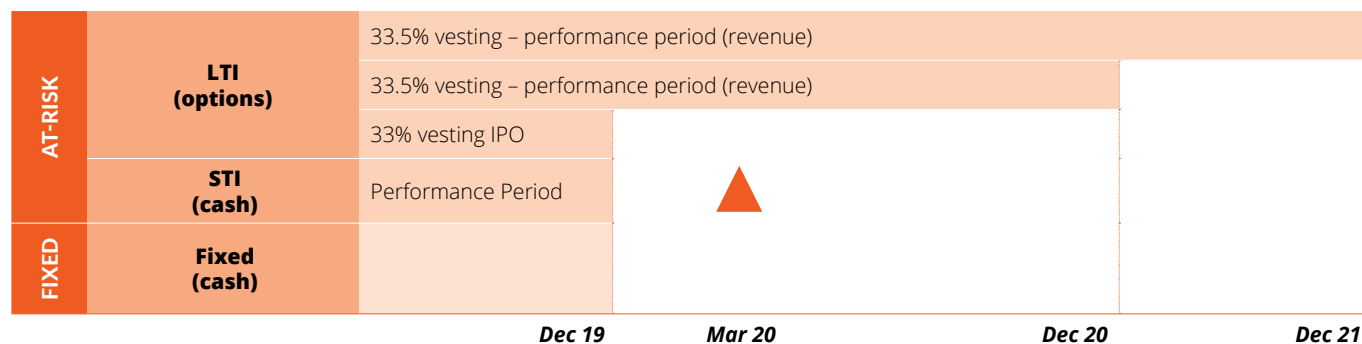 AT-RISK
LTI
(options)
33.5% vesting – performance period (revenue)
33.5% vesting – performance period (revenue)
33% vesting IPO
STI
(cash)
Performance Period
FIXED
Fixed
(cash)
Dec 19
Mar 20
Dec 20
Dec 21